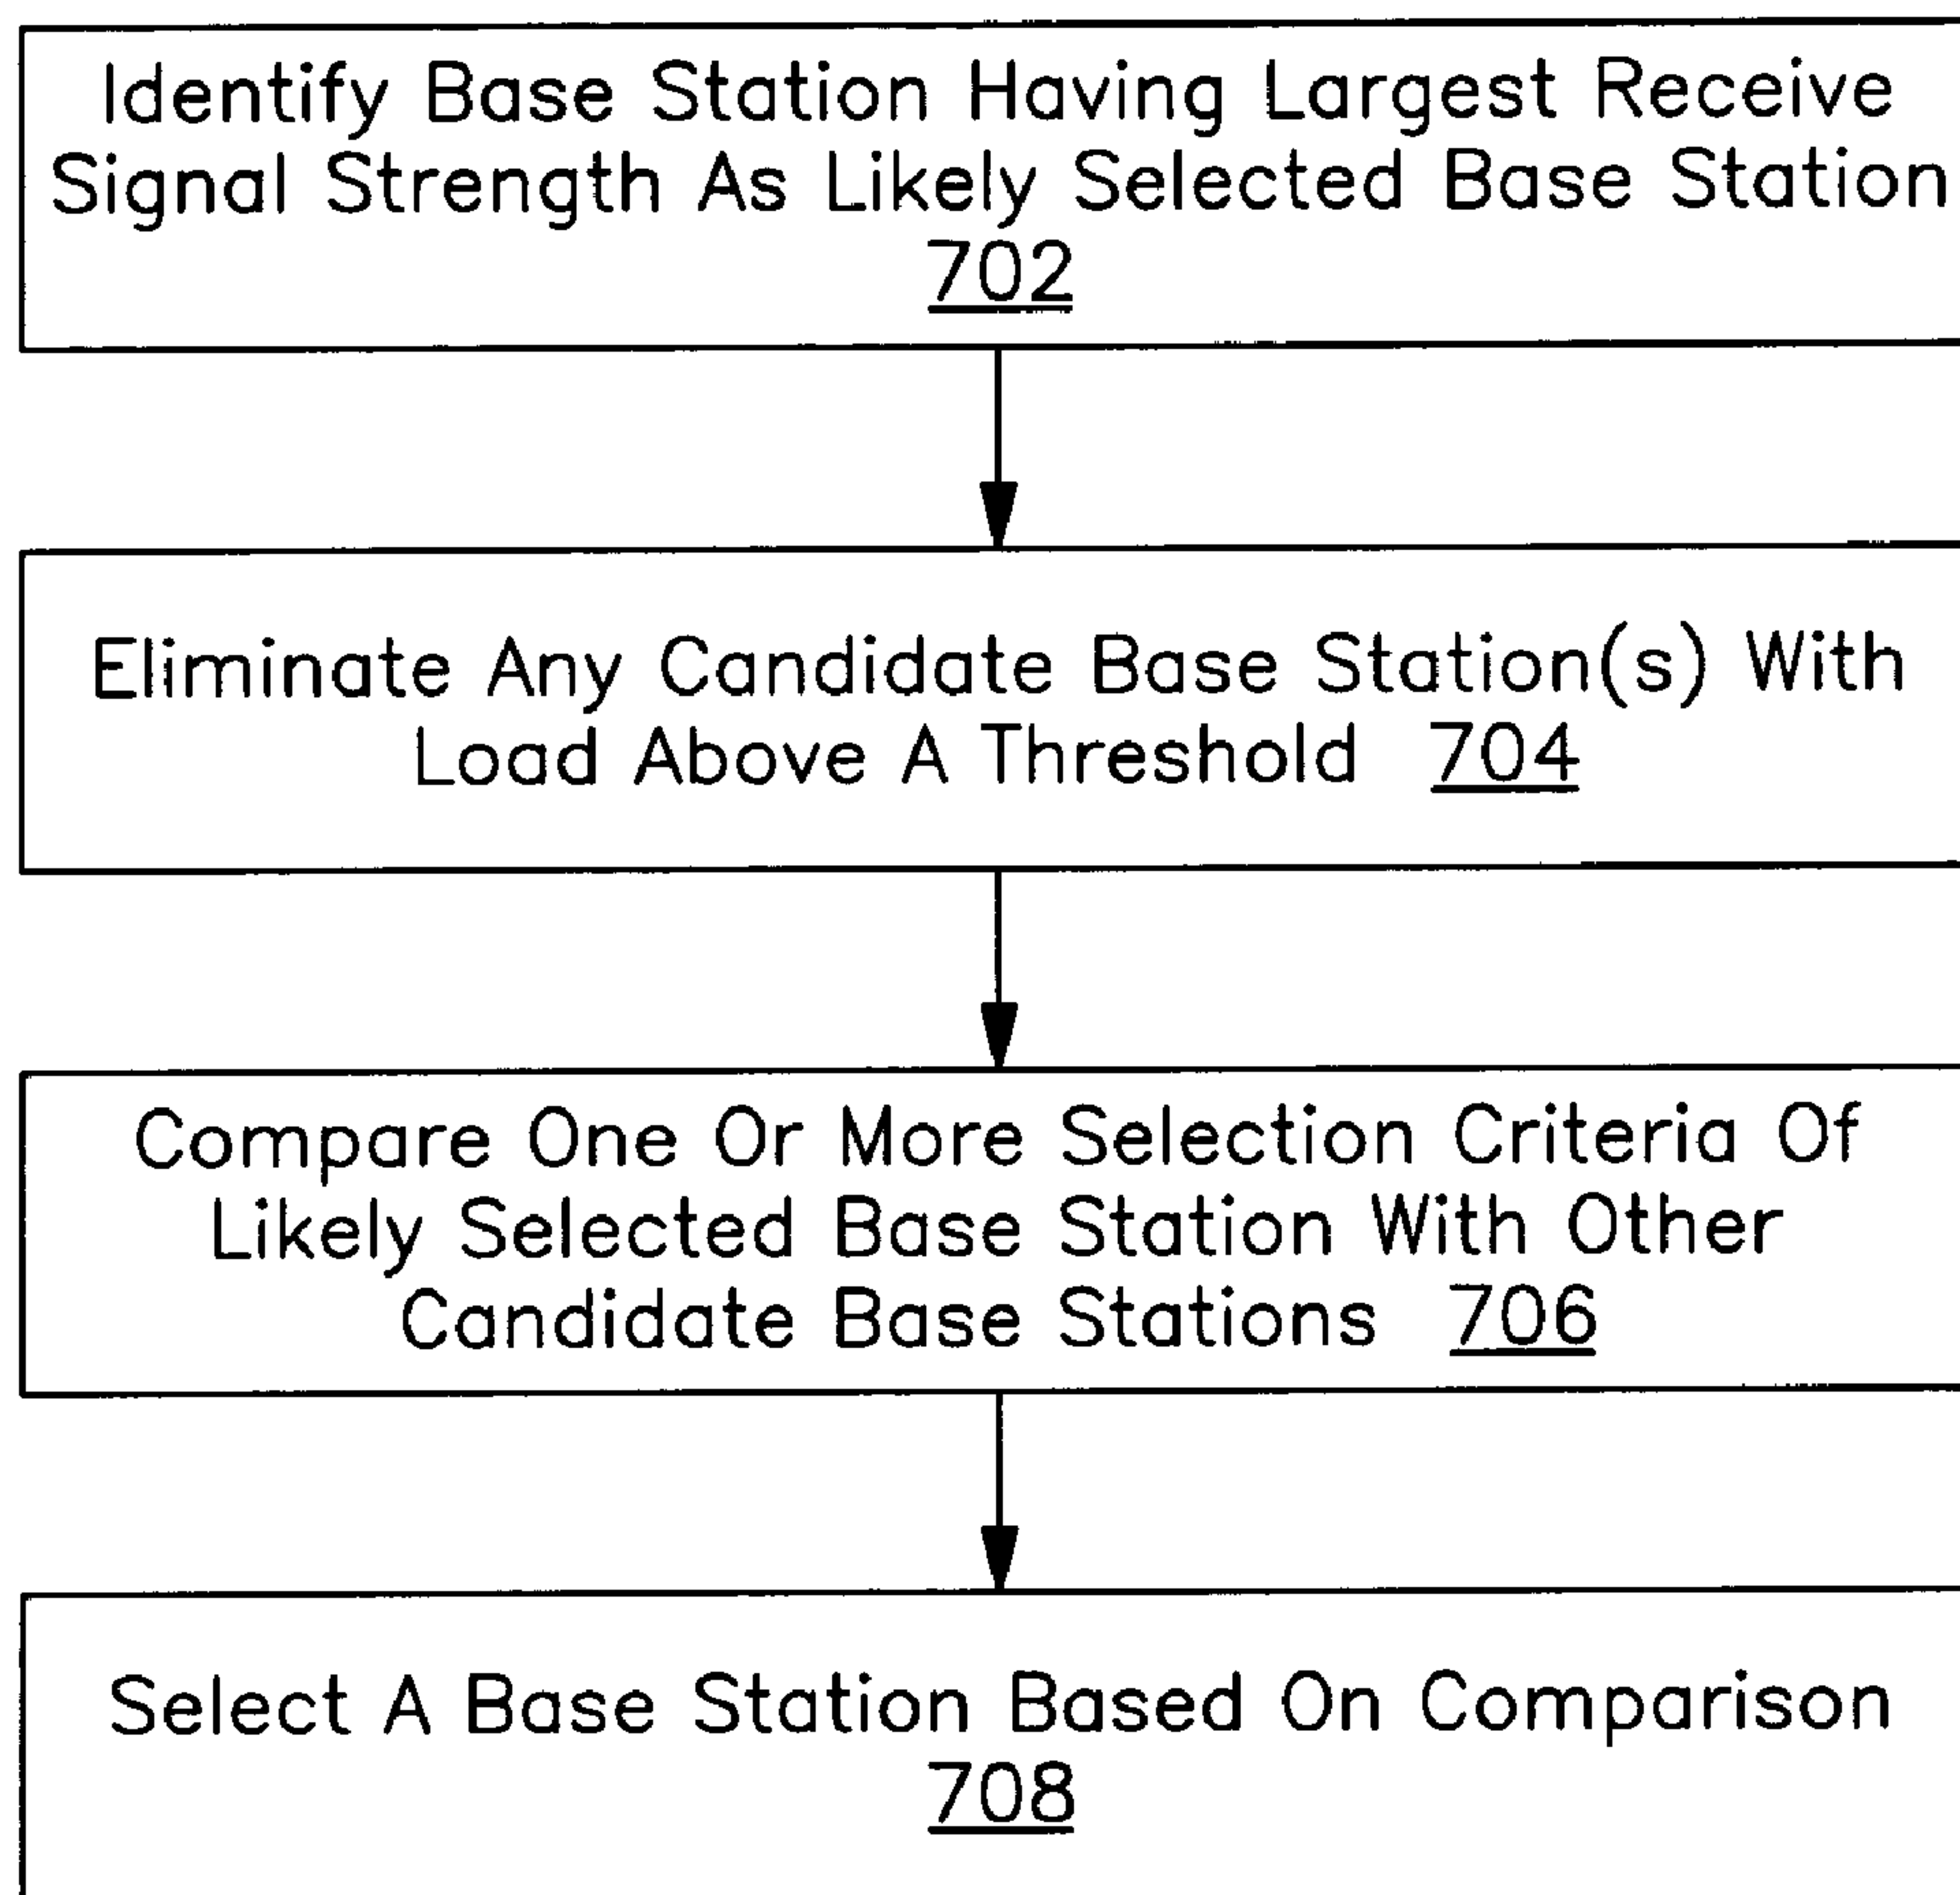 Identify Base Station Having Largest Receive
Signal Strength As Likely Selected Base Station
702
Eliminate Any Candidate Base Station(s) With
Load Above A Threshold 704
Compare One Or More Selection Criteria Of
Likely Selected Base Station With Other
Candidate Base Stations 706
Select A Base Station Based On Comparison
708